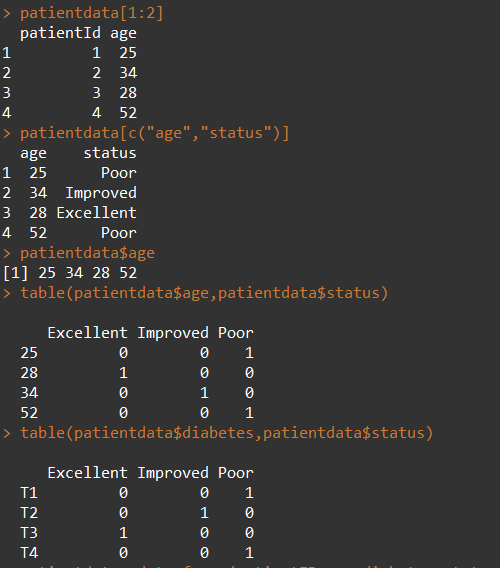 > patientdata[1:2]
  patientId age
1         1  25
2         2  34
3         3  28
4         4  52
> patientdata[c("age","status")]
  age    status
1  25      Poor
2  34  Improved
3  28 Excellent
4  52      Poor
> patientdata$age
[1] 25 34 28 52
> table(patientdata$age,patientdata$status)
     Excellent Improved Poor
  25         0        0    1
  28         1        0    0
  34         0        1    0
  52         0        0    1
> table(patientdata$diabetes,patientdata$status)
     Excellent Improved Poor
  T1         0        0    1
  T2         0        1    0
  T3         1        0    0
  T4         0        0    1